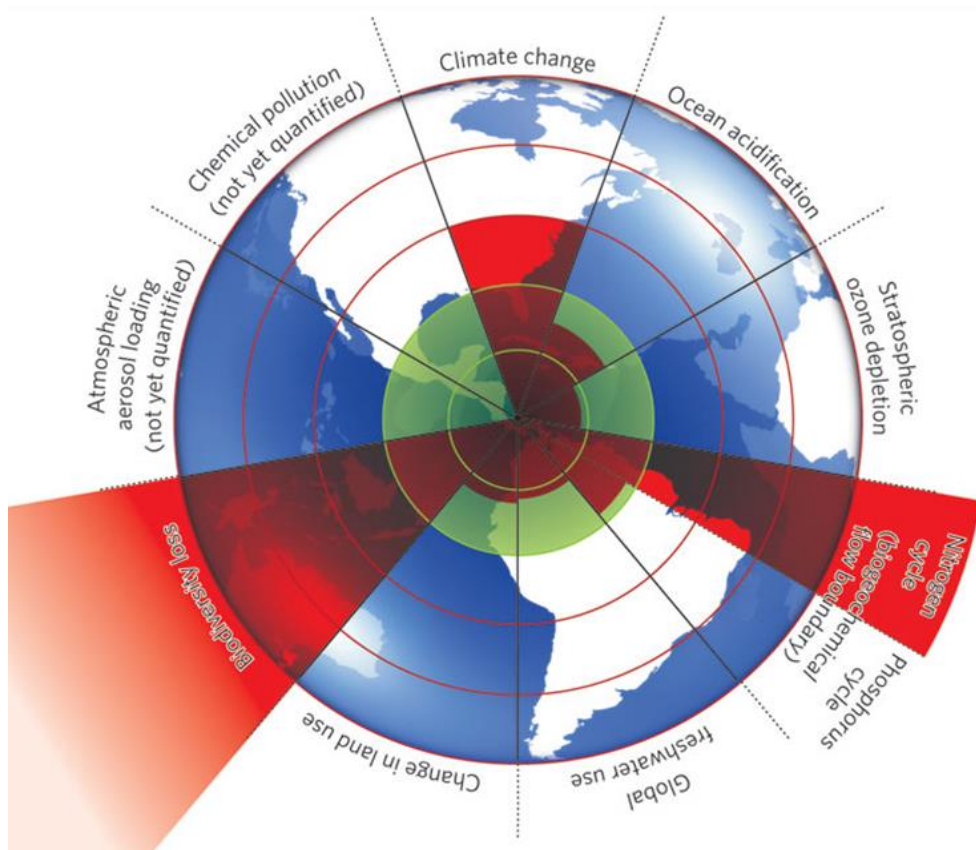 Climate change
Ocean acidification
Stratospheric
ozone depletion
Nitrogen
cycle
(biogeochemical
flow boundary)
Phosphorus
cycle
Global
freshwater use
Change in land use
Biodiversity loss
Atmospheric
aerosol loading
(not yet quantified)
Chemical pollution
(not yet quantified)